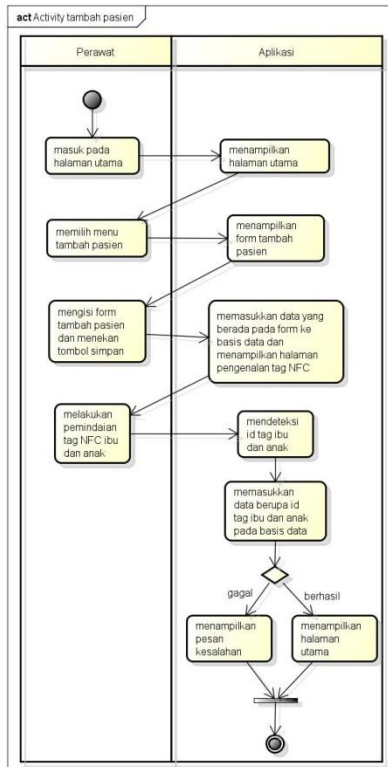 act Activity tambah pasien
Perawat
Aplikasi
masuk pada
halaman utama
menampilkan
halaman utama
memilih menu
tambah pasien
menampilkan
form tambah
pasien
mengisi form
tambah pasien
dan menekan
tombol simpan
memasukkan data yang
berada pada form ke
basis data dan
menampilkan halaman
pengenalan tag NFC
melakukan
pemindaian
tag NFC ibu
dan anak
mendeteksi
id tag ibu
dan anak
memasukkan
data berupa id
tag ibu dan anak
pada basis data
gagal
berhasil
menampilkan
pesan
kesalahan
menampilkan
halaman
utama